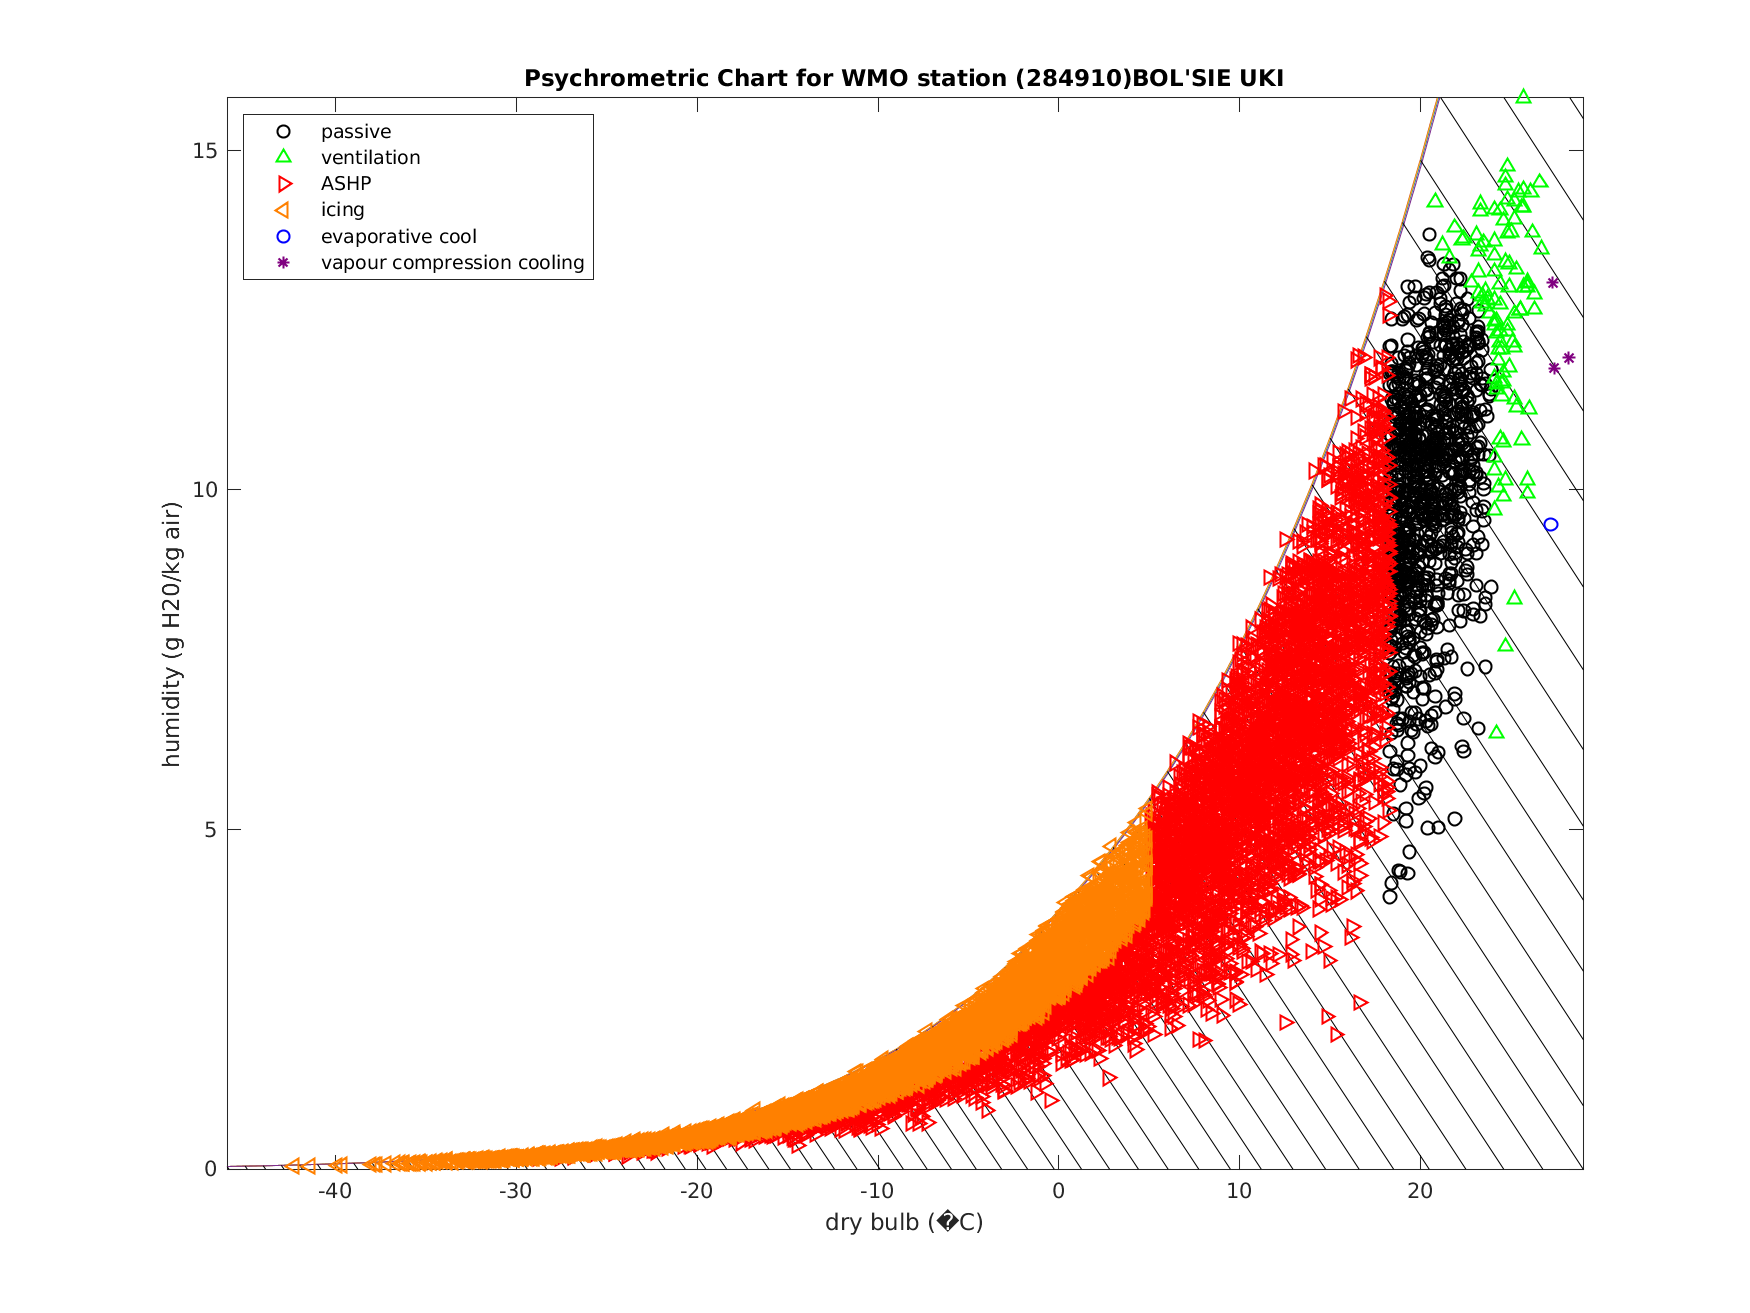 Psychrometric Chart for WMO station (284910)BOL'SIE UKI
passive
ventilation
ASHP
icing
evaporative cool
vapour compression cooling
15
10
5
0
humidity (g H20/kg air)
-40 -30 -20 -10 0 10 20
dry bulb (�C)